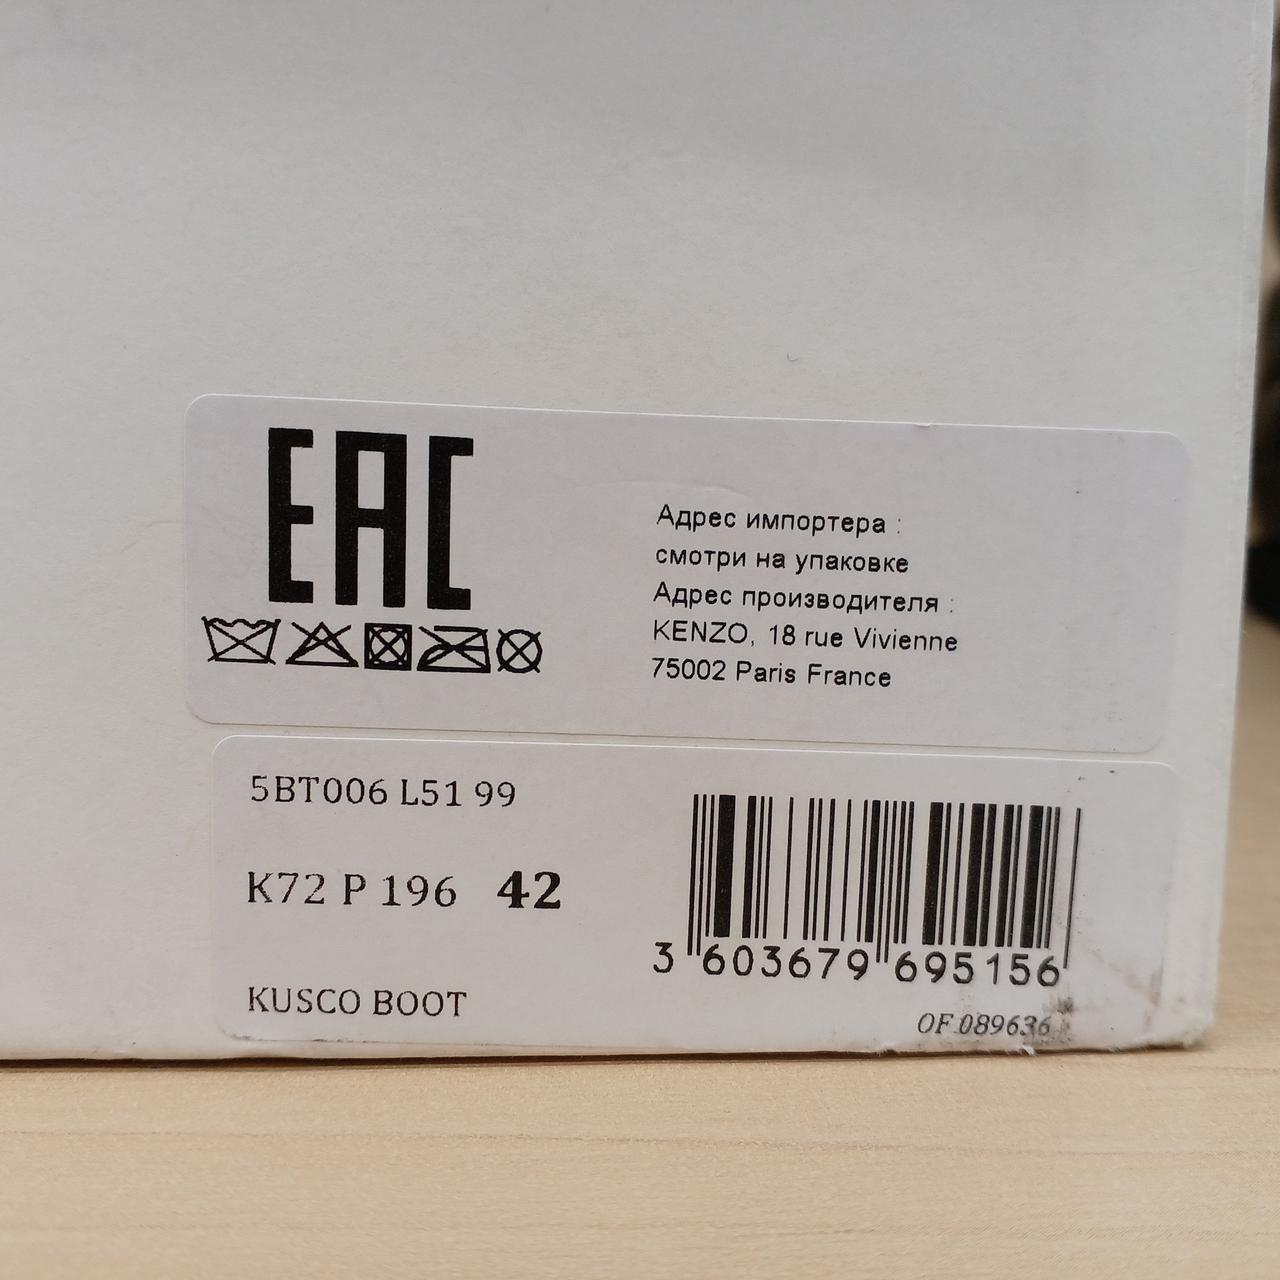 EAC
Адрес импортера :
смотри на упаковке
Адрес производителя :
KENZO, 18 rue Vivienne
75002 Paris France
5BT006 L51 99
K72 P 196 42
KUSCO BOOT
3 603679 695156
OF 089636